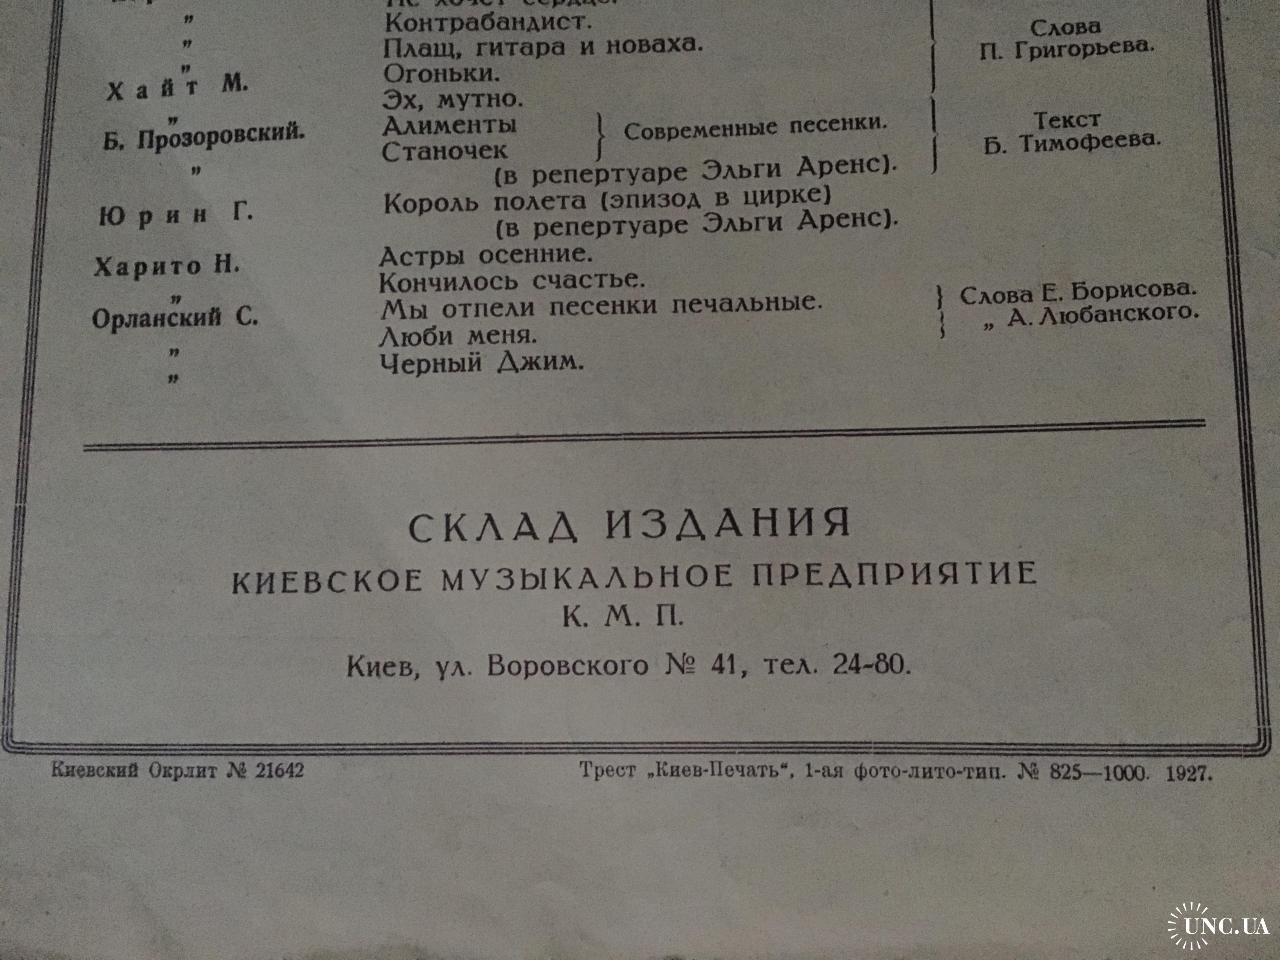 Не хочет сердце.
„ Контрабандист.
„ Плащ, гитара и новаха. Слова П. Григорьева.
„ Огоньки.
Хайт М. Эх, мутно.
„ Алименты
Б. Прозоровский. Станочек } Современные песенки. Текст Б. Тимофеева.
„ (в репертуаре Эльги Аренс).
Юрин Г. Король полета (эпизод в цирке)
(в репертуаре Эльги Аренс).
Харито Н. Астры осенние.
„ Кончилось счастье.
Орланский С. Мы отпели песенки печальные. } Слова Е. Борисова.
„ Люби меня. } „ А. Любанского.
„ Черный Джим.
СКЛАД ИЗДАНИЯ
КИЕВСКОЕ МУЗЫКАЛЬНОЕ ПРЕДПРИЯТИЕ
К. М. П.
Киев, ул. Воровского № 41, тел. 24-80.
Киевский Окрлит № 21642
Трест „Киев-Печать“, 1-ая фото-лито-тип. № 825—1000. 1927.
UNC.UA